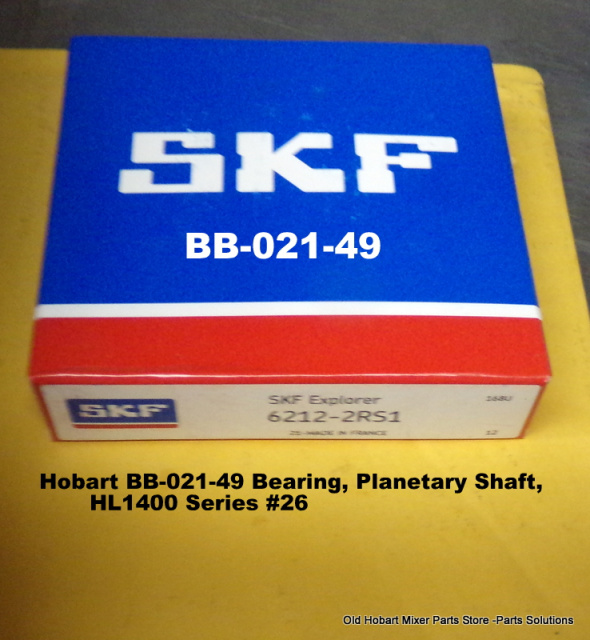 SKF
BB-021-49
SKF
SKF Explorer
6212-2RS1
25-MADE IN FRANCE
168U
12
Hobart BB-021-49 Bearing, Planetary Shaft,
HL1400 Series #26
Old Hobart Mixer Parts Store -Parts Solutions